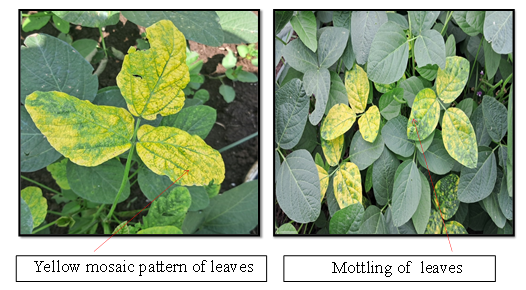 Yellow mosaic pattern of leaves
Mottling of leaves